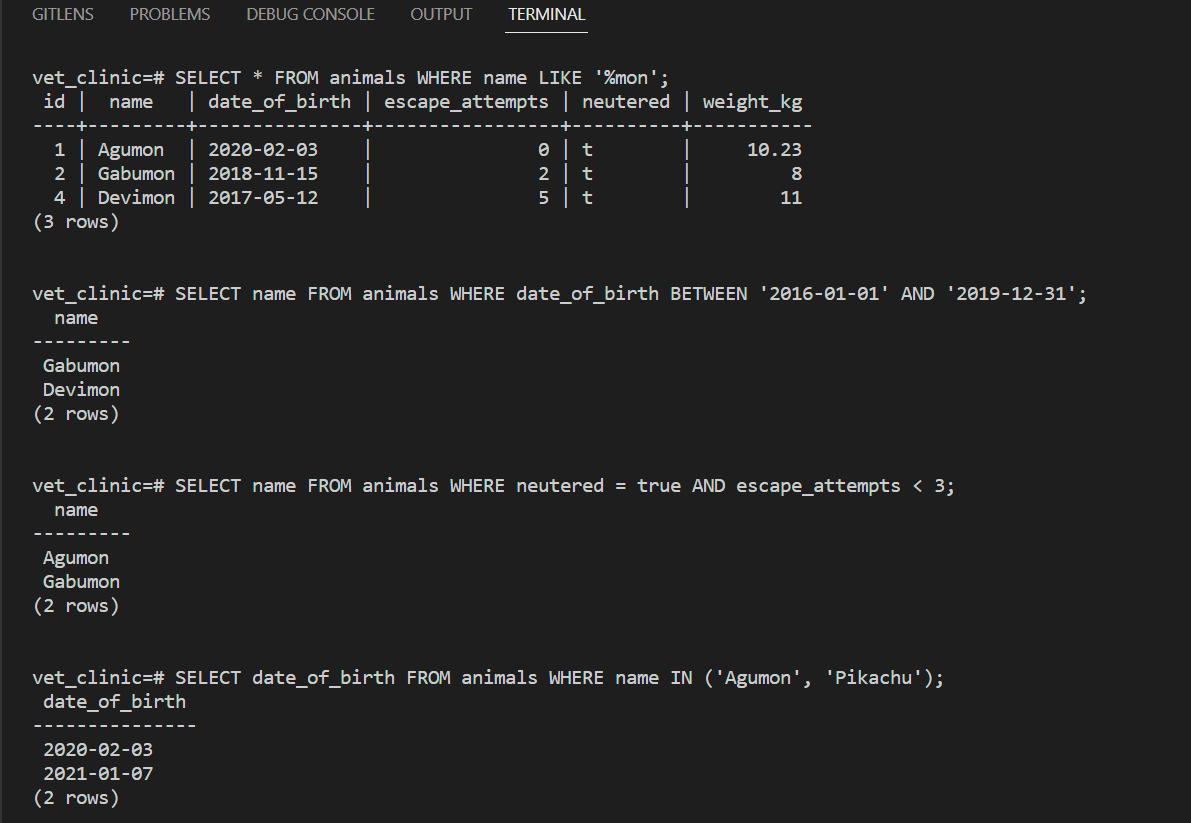 GITLENS PROBLEMS DEBUG CONSOLE OUTPUT TERMINAL
vet_clinic=# SELECT * FROM animals WHERE name LIKE '%mon';
 id |  name   | date_of_birth | escape_attempts | neutered | weight_kg
----+---------+---------------+-----------------+----------+-----------
  1 | Agumon  | 2020-02-03    |               0 | t        |     10.23
  2 | Gabumon | 2018-11-15    |               2 | t        |         8
  4 | Devimon | 2017-05-12    |               5 | t        |        11
(3 rows)
vet_clinic=# SELECT name FROM animals WHERE date_of_birth BETWEEN '2016-01-01' AND '2019-12-31';
  name
---------
 Gabumon
 Devimon
(2 rows)
vet_clinic=# SELECT name FROM animals WHERE neutered = true AND escape_attempts < 3;
  name
---------
 Agumon
 Gabumon
(2 rows)
vet_clinic=# SELECT date_of_birth FROM animals WHERE name IN ('Agumon', 'Pikachu');
 date_of_birth
---------------
 2020-02-03
 2021-01-07
(2 rows)